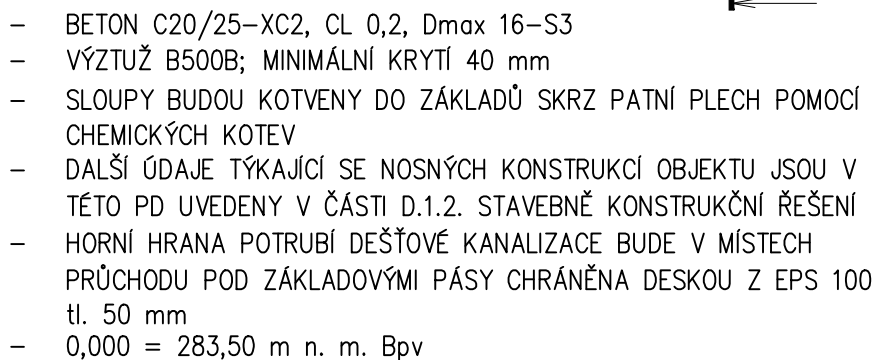 – BETON C20/25–XC2, CL 0,2, Dmax 16–S3
– VÝZTUŽ B500B; MINIMÁLNÍ KRYTÍ 40 mm
– SLOUPY BUDOU KOTVENY DO ZÁKLADŮ SKRZ PATNÍ PLECH POMOCÍ
CHEMICKÝCH KOTEV
– DALŠÍ ÚDAJE TÝKAJÍCÍ SE NOSNÝCH KONSTRUKCÍ OBJEKTU JSOU V
TÉTO PD UVEDENY V ČÁSTI D.1.2. STAVEBNĚ KONSTRUKČNÍ ŘEŠENÍ
– HORNÍ HRANA POTRUBÍ DEŠŤOVÉ KANALIZACE BUDE V MÍSTECH
PRŮCHODU POD ZÁKLADOVÝMI PÁSY CHRÁNĚNA DESKOU Z EPS 100
tl. 50 mm
– 0,000 = 283,50 m n. m. Bpv